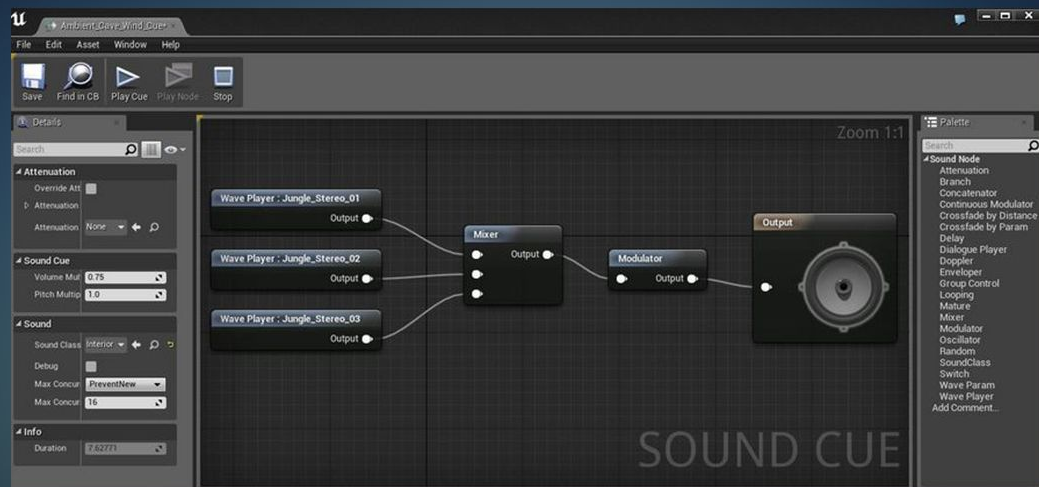 Ambient_Cave_Wind_Cue*
File Edit Asset Window Help
Save Find in CB Play Cue Play Node Stop
Details
Search
Attenuation
Override Att
Attenuation
Attenuation None
Sound Cue
Volume Mul 0.75
Pitch Multip 1.0
Sound
Sound Class Interior
Debug
Max Concur PreventNew
Max Concur 16
Info
Duration 7.62771
Zoom 1:1
Wave Player : Jungle_Stereo_01
Output
Wave Player : Jungle_Stereo_02
Output
Wave Player : Jungle_Stereo_03
Output
Mixer
Output
Modulator
Output
Output
SOUND CUE
Palette
Search
Sound Node
Attenuation
Branch
Concatenator
Continuous Modulator
Crossfade by Distance
Crossfade by Param
Delay
Dialogue Player
Doppler
Enveloper
Group Control
Looping
Mature
Mixer
Modulator
Oscillator
Random
SoundClass
Switch
Wave Param
Wave Player
Add Comment...